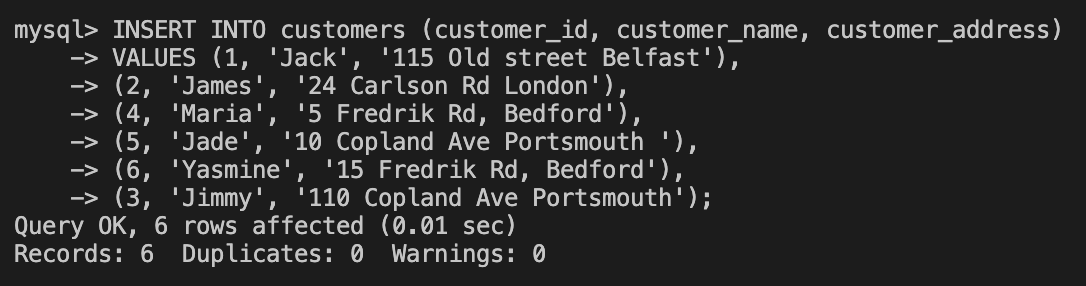 mysql> INSERT INTO customers (customer_id, customer_name, customer_address)
-> VALUES (1, 'Jack', '115 Old street Belfast'),
-> (2, 'James', '24 Carlson Rd London'),
-> (4, 'Maria', '5 Fredrik Rd, Bedford'),
-> (5, 'Jade', '10 Copland Ave Portsmouth '),
-> (6, 'Yasmine', '15 Fredrik Rd, Bedford'),
-> (3, 'Jimmy', '110 Copland Ave Portsmouth');
Query OK, 6 rows affected (0.01 sec)
Records: 6  Duplicates: 0  Warnings: 0